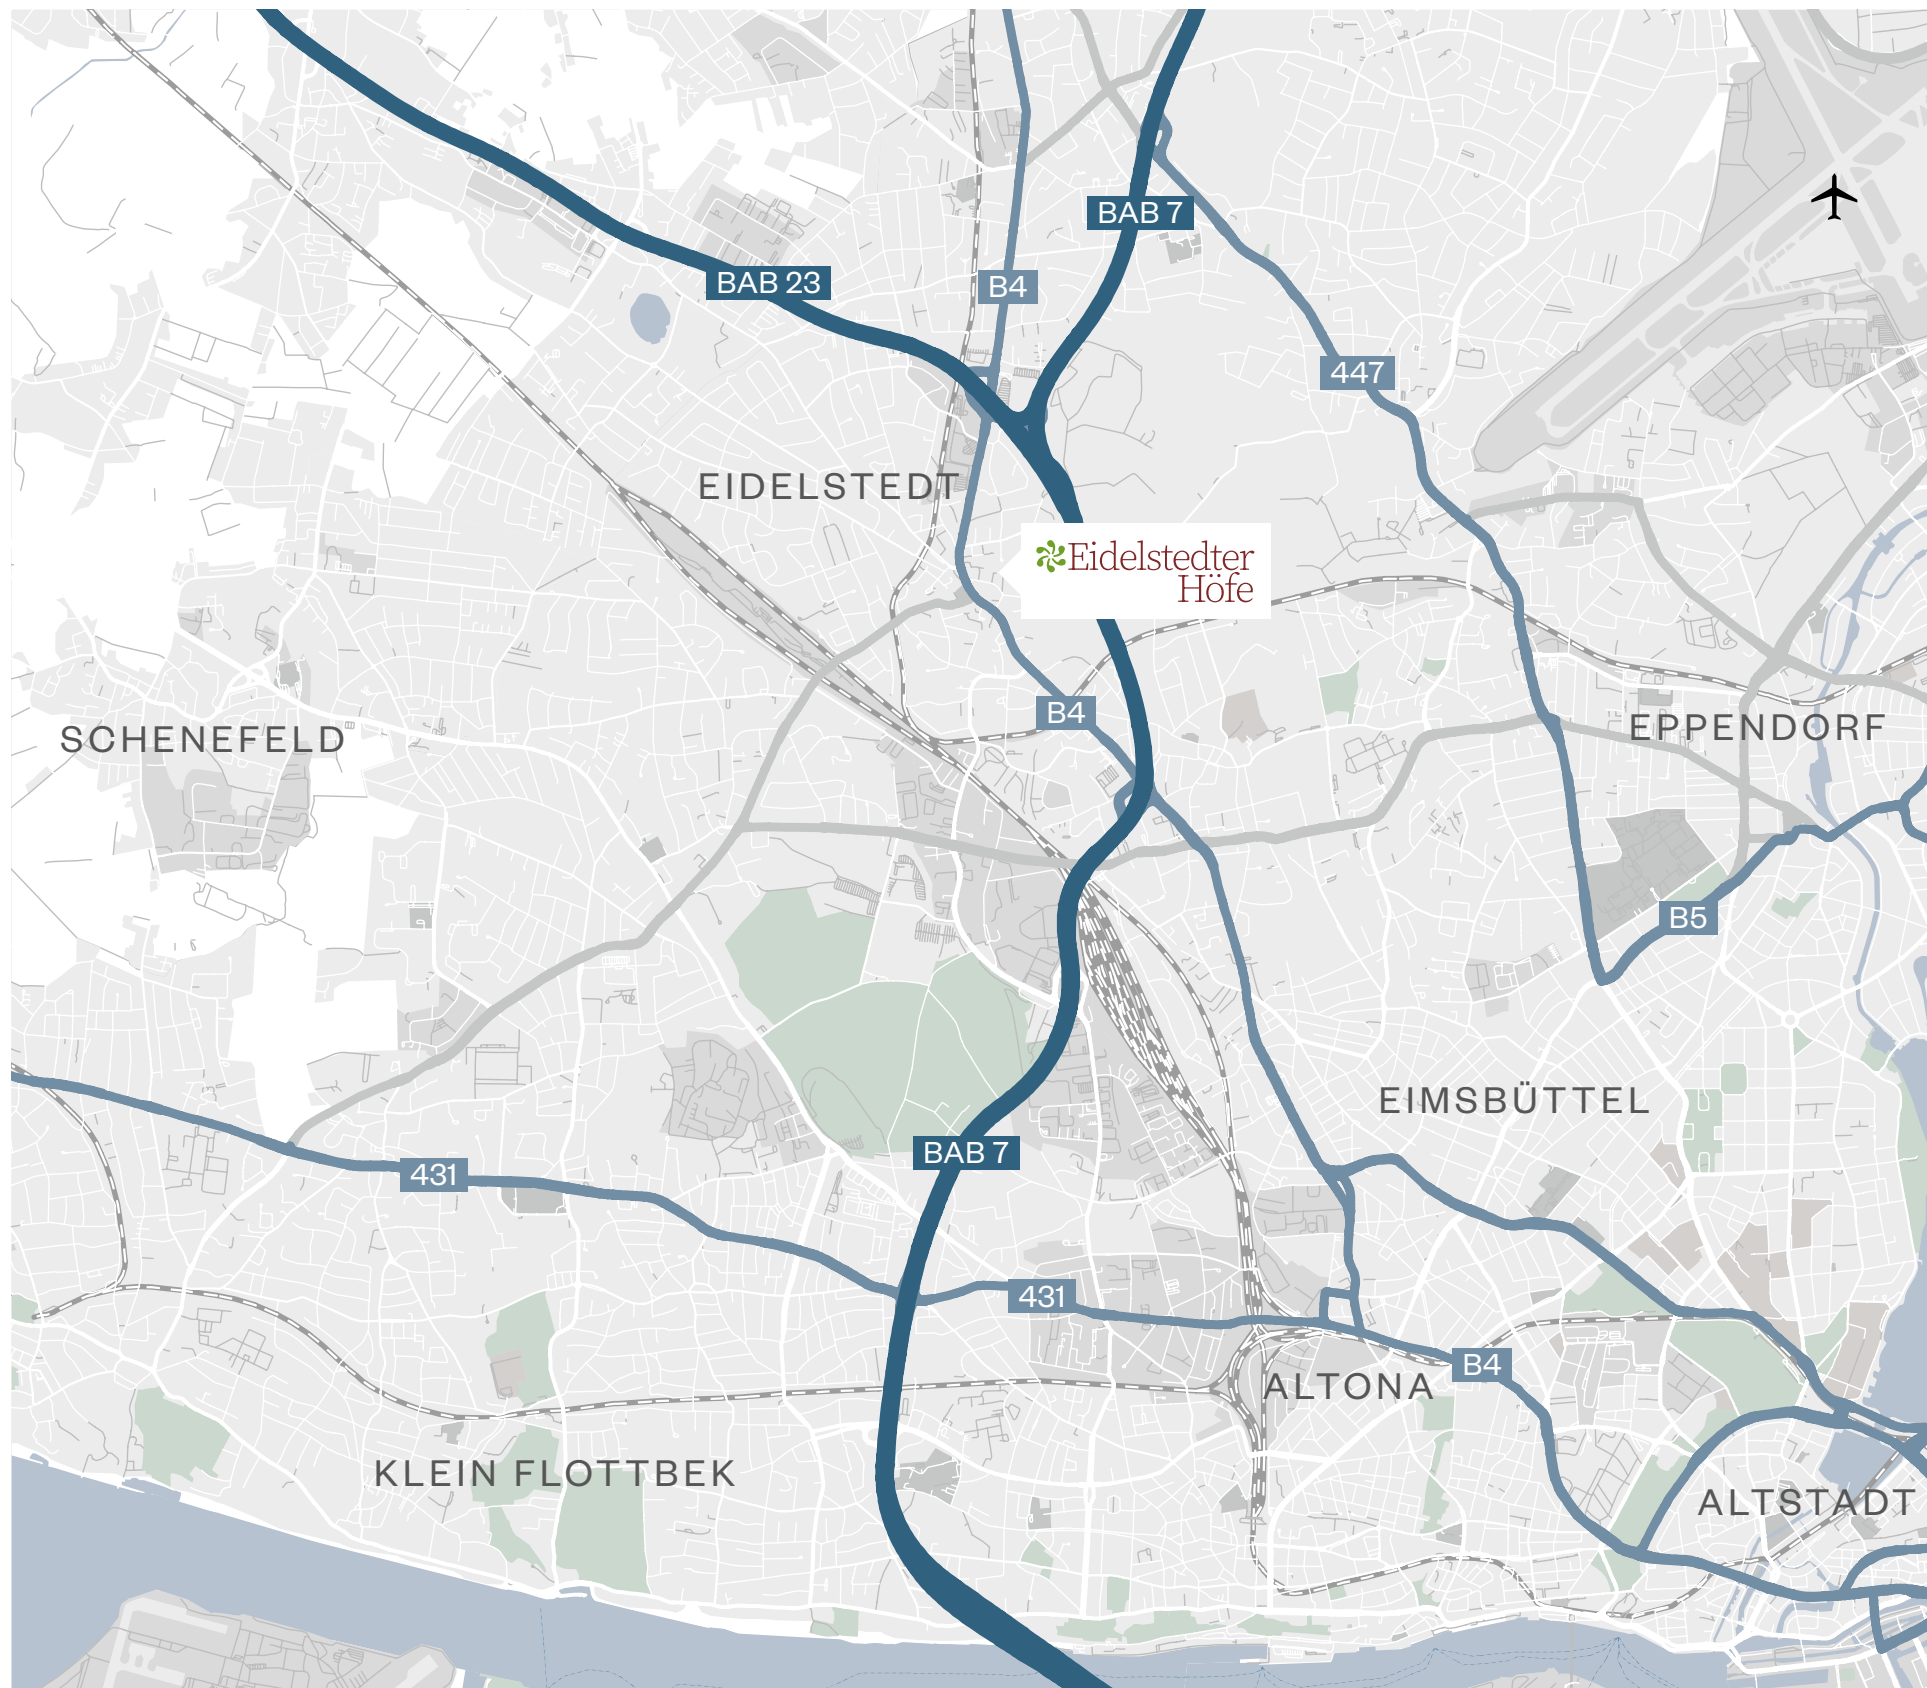 BAB 7
BAB 23
B4
447
EIDELSTEDT
Eidelstedter
Höfe
B4
EPPENDORF
SCHENEFELD
B5
EIMSBÜTTEL
BAB 7
431
431
B4
ALTONA
KLEIN FLOTTBEK
ALTSTADT